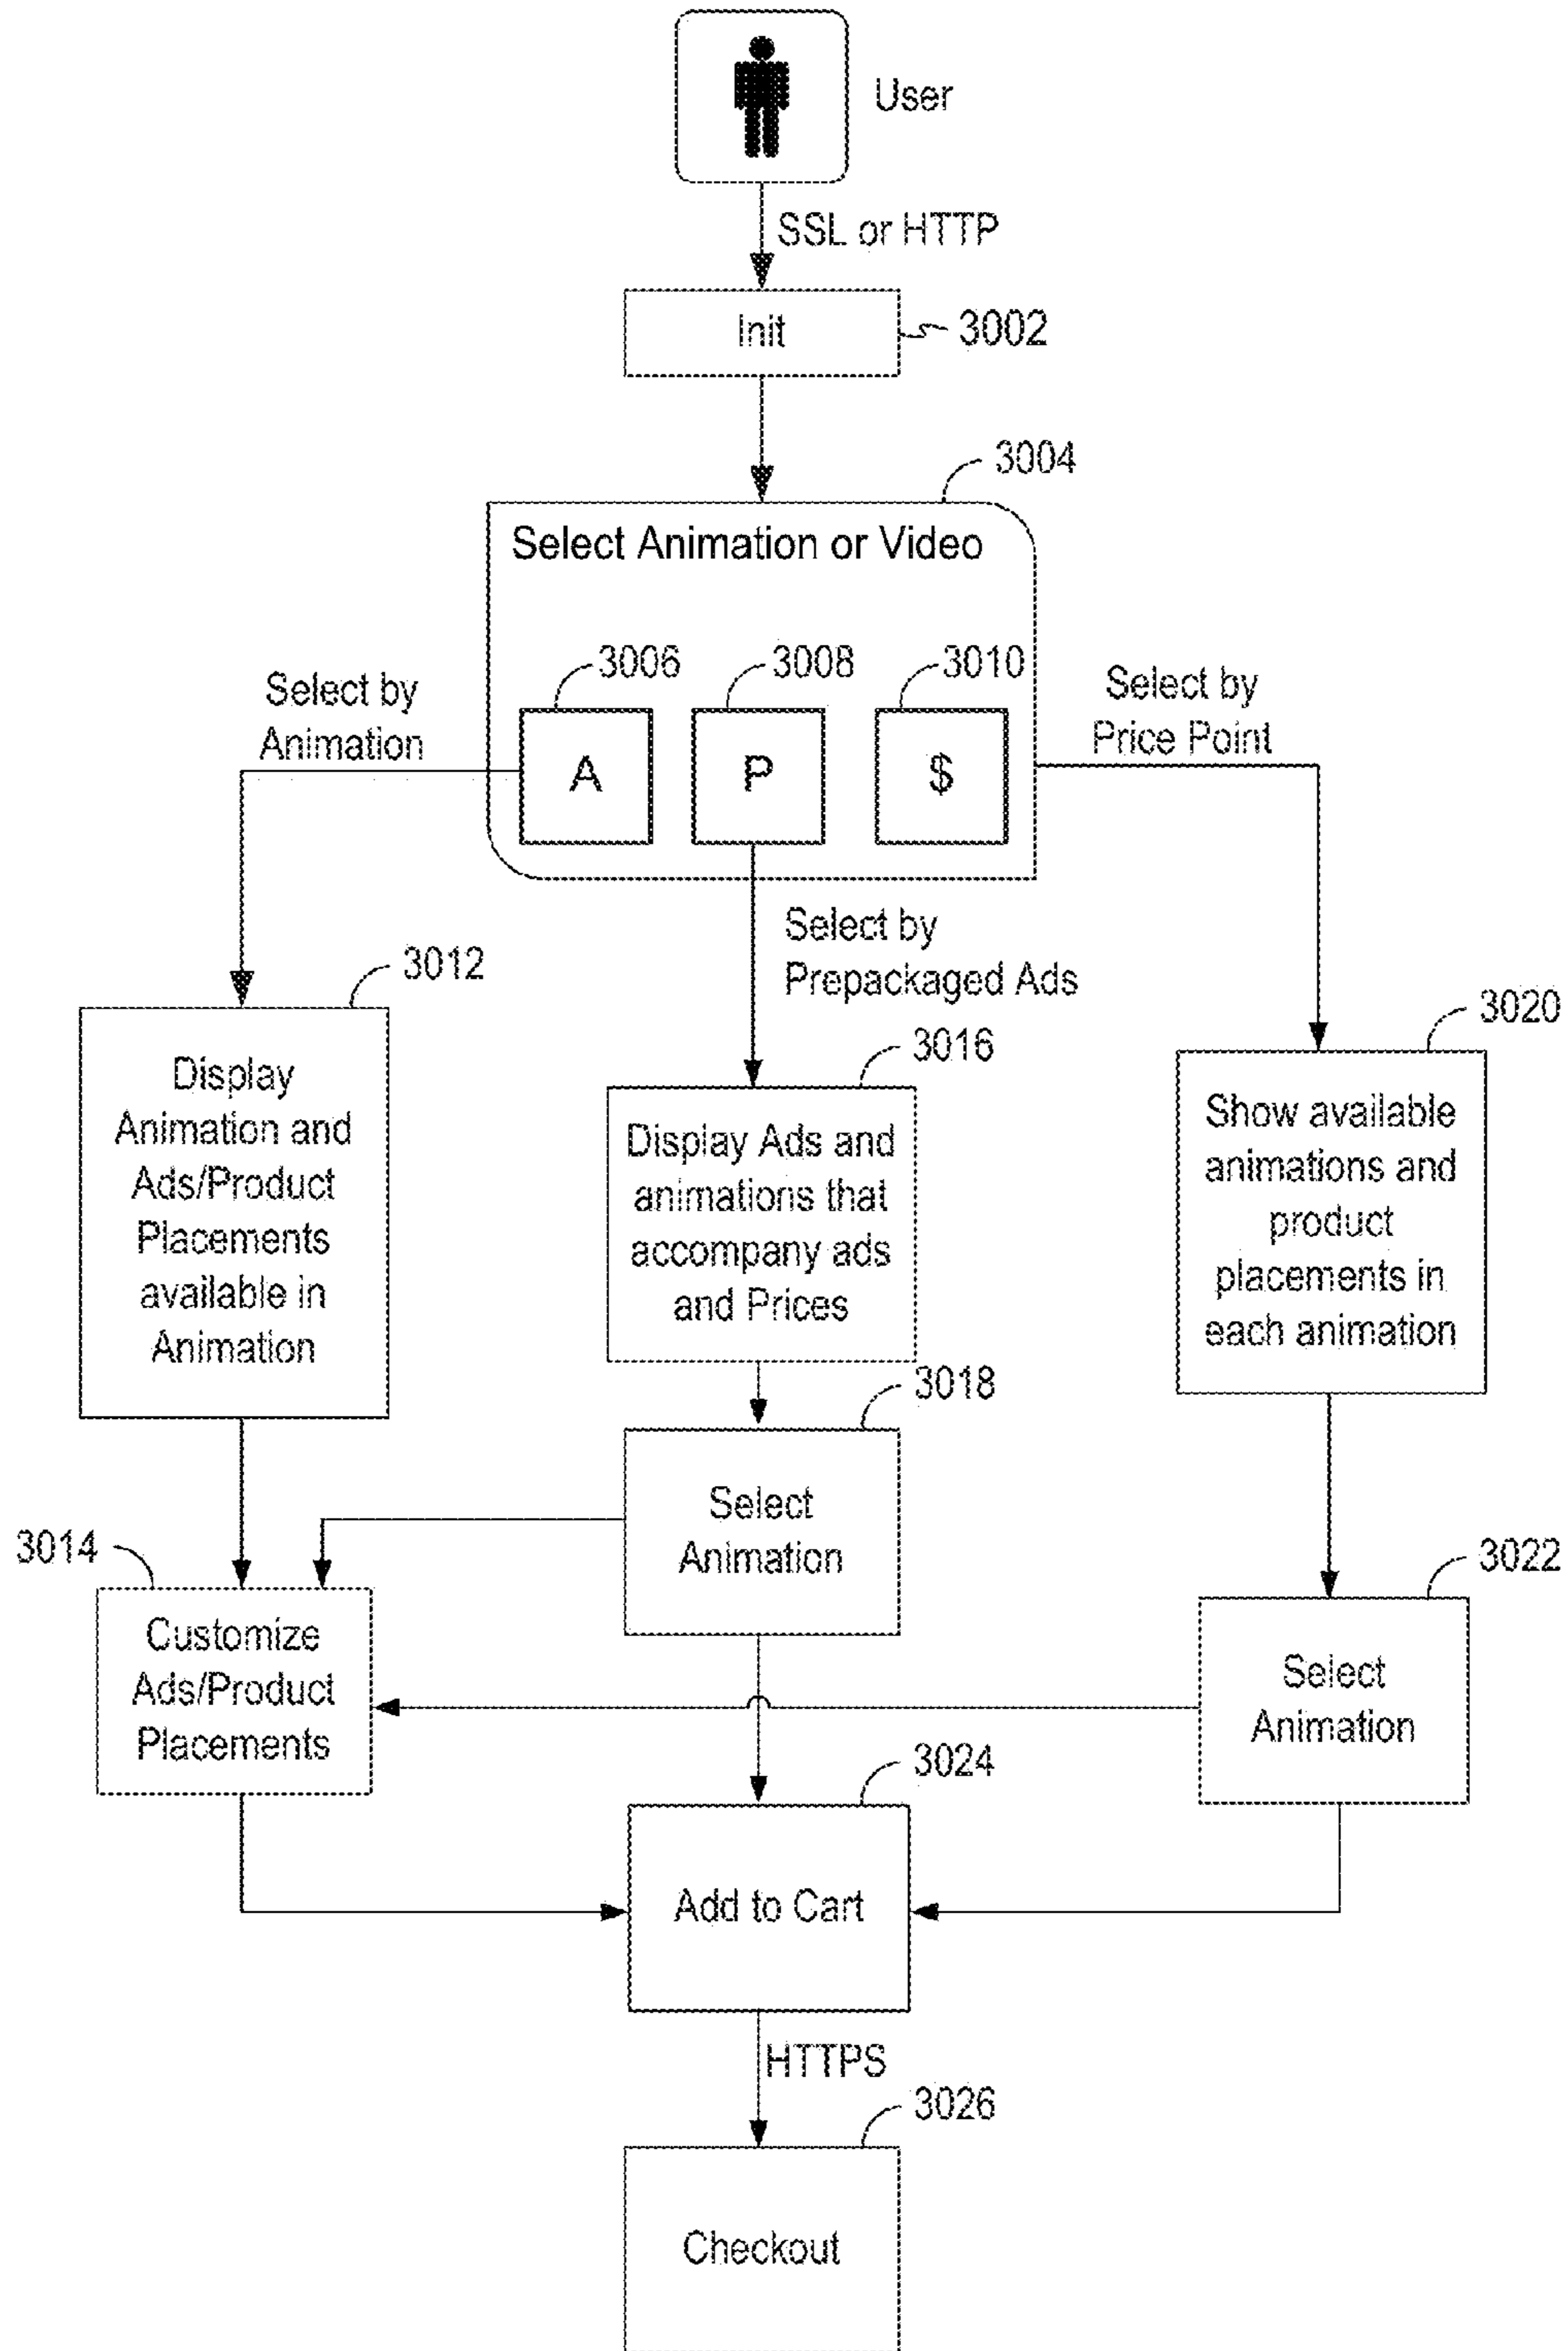 User
SSL or HTTP
Init
3002
3004
Select Animation or Video
3006
3008
3010
Select by
Animation
Select by
Price Point
A
P
$
Select by
Prepackaged Ads
3012
Display
Animation and
Ads/Product
Placements
available in
Animation
3016
Display Ads and
animations that
accompany ads
and Prices
3020
Show available
animations and
product
placements in
each animation
3018
Select
Animation
3014
Customize
Ads/Product
Placements
3022
Select
Animation
3024
Add to Cart
HTTPS
3026
Checkout